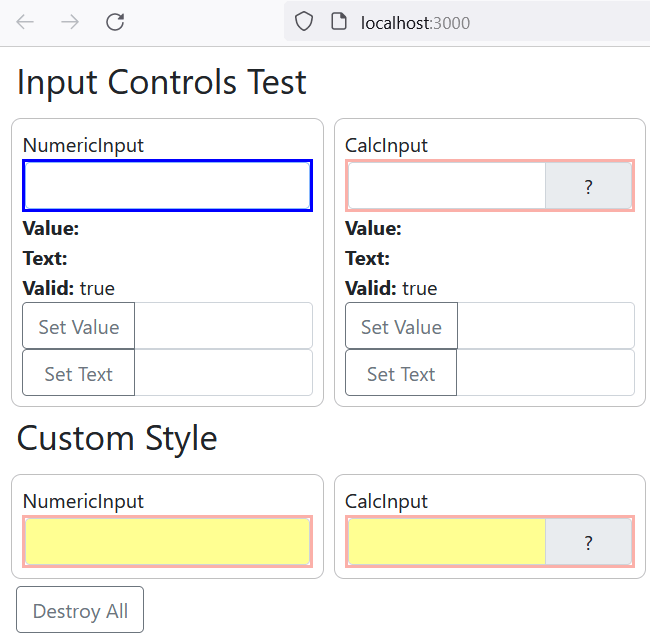 localhost:3000
Input Controls Test
NumericInput
Value:
Text:
Valid: true
Set Value
Set Text
CalcInput
?
Value:
Text:
Valid: true
Set Value
Set Text
Custom Style
NumericInput
CalcInput
?
Destroy All